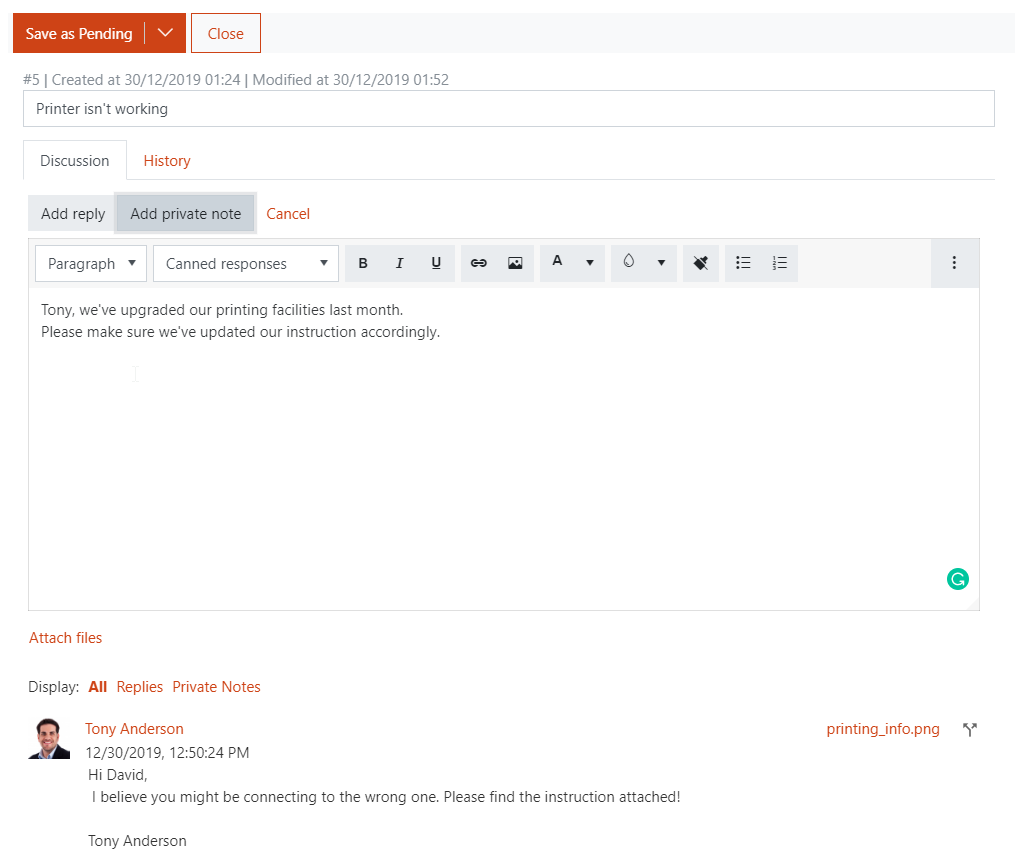 Save as Pending Close
#5 | Created at 30/12/2019 01:24 | Modified at 30/12/2019 01:52
Printer isn't working
Discussion History
Add reply Add private note Cancel
Paragraph Canned responses B I U A
Tony, we've upgraded our printing facilities last month.
Please make sure we've updated our instruction accordingly.
Attach files
Display: All Replies Private Notes
Tony Anderson printing_info.png
12/30/2019, 12:50:24 PM
Hi David,
I believe you might be connecting to the wrong one. Please find the instruction attached!
Tony Anderson